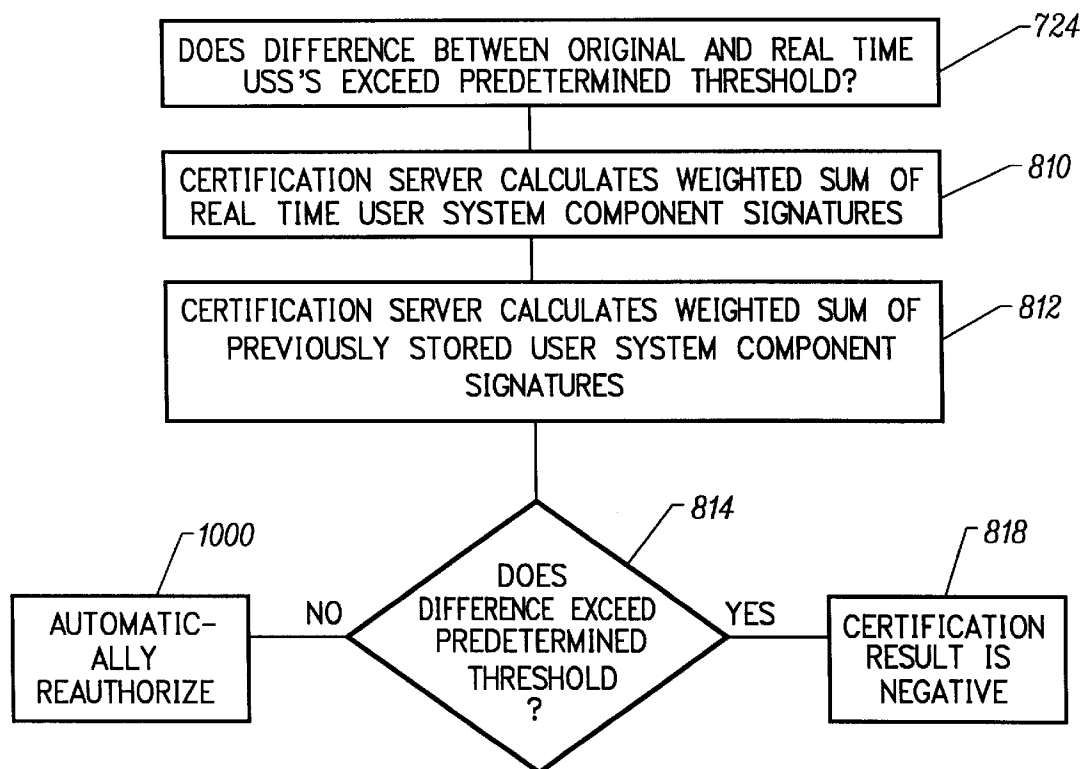 DOES DIFFERENCE BETWEEN ORIGINAL AND REAL TIME
USS'S EXCEED PREDETERMINED THRESHOLD?
724
CERTIFICATION SERVER CALCULATES WEIGHTED SUM OF
REAL TIME USER SYSTEM COMPONENT SIGNATURES
810
CERTIFICATION SERVER CALCULATES WEIGHTED SUM OF
PREVIOUSLY STORED USER SYSTEM COMPONENT
SIGNATURES
812
814
DOES
DIFFERENCE EXCEED
PREDETERMINED
THRESHOLD
?
NO
1000
AUTOMATIC-
ALLY
REAUTHORIZE
YES
818
CERTIFICATION
RESULT IS
NEGATIVE